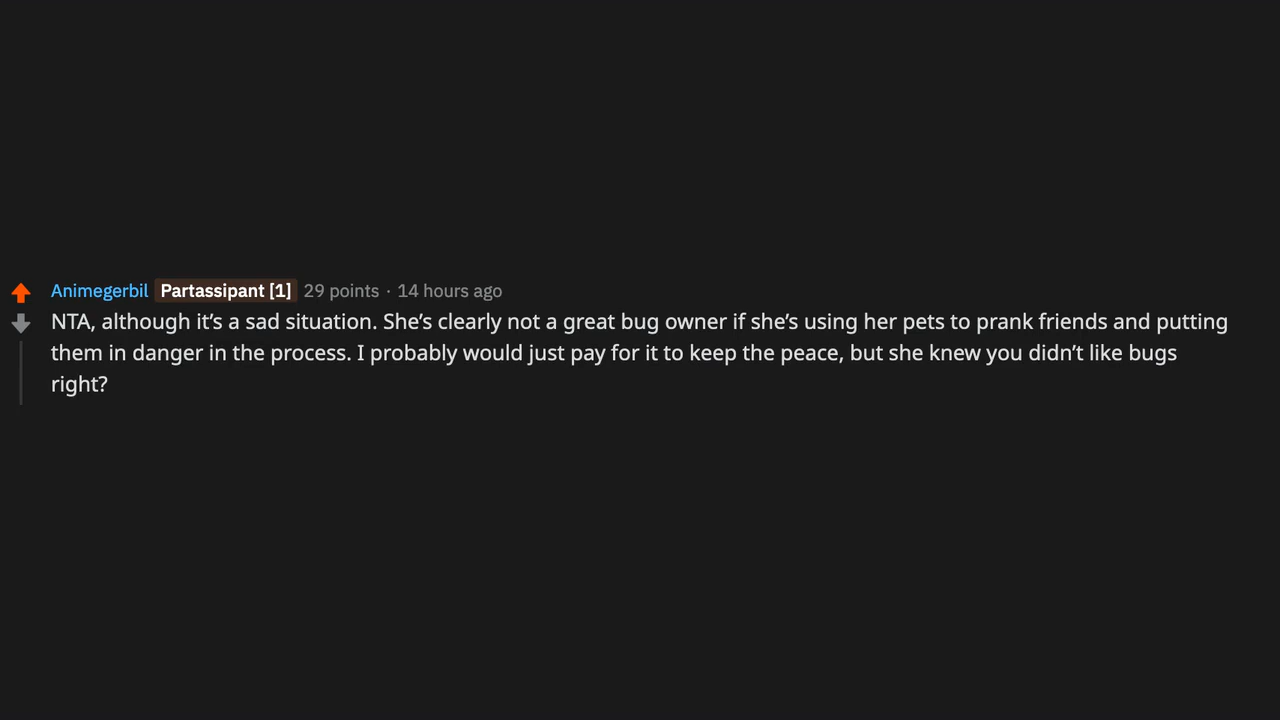 Animegerbil Partassipant [1] 29 points · 14 hours ago
NTA, although it’s a sad situation. She’s clearly not a great bug owner if she’s using her pets to prank friends and putting
them in danger in the process. I probably would just pay for it to keep the peace, but she knew you didn’t like bugs
right?